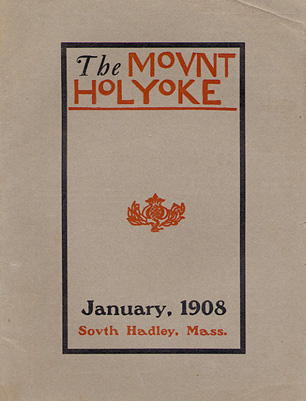 The MOVNT
HOLYOKE
January, 1908
Sovth Hadley, Mass.